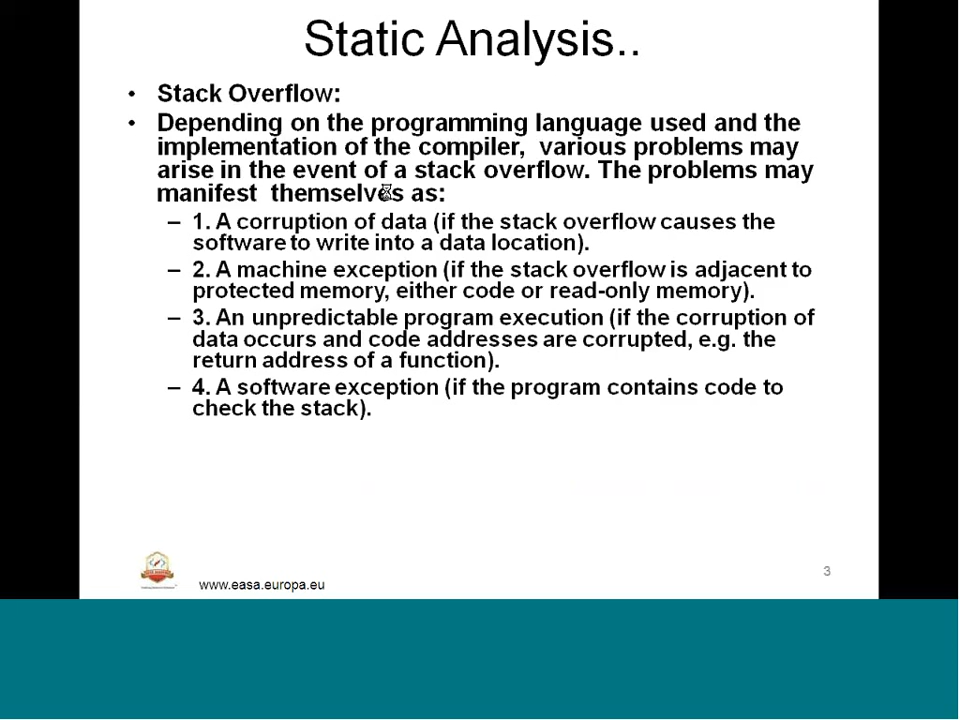 Static Analysis..
• Stack Overflow:
• Depending on the programming language used and the
implementation of the compiler, various problems may
arise in the event of a stack overflow. The problems may
manifest themselves as:
– 1. A corruption of data (if the stack overflow causes the
software to write into a data location).
– 2. A machine exception (if the stack overflow is adjacent to
protected memory, either code or read-only memory).
– 3. An unpredictable program execution (if the corruption of
data occurs and code addresses are corrupted, e.g. the
return address of a function).
– 4. A software exception (if the program contains code to
check the stack).
www.easa.europa.eu
3